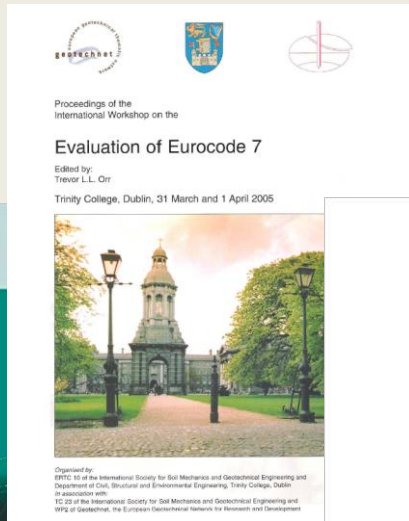 geotechnet
european geotechnical thematic network
Proceedings of the
International Workshop on the
Evaluation of Eurocode 7
Edited by:
Trevor L.L. Orr
Trinity College, Dublin, 31 March and 1 April 2005
Organised by:
ERTC 10 of the International Society for Soil Mechanics and Geotechnical Engineering and
Department of Civil, Structural and Environmental Engineering, Trinity College, Dublin
in association with:
TC 23 of the International Society for Soil Mechanics and Geotechnical Engineering and
WP2 of Geotechnet, the European Geotechnical Network for Research and Development